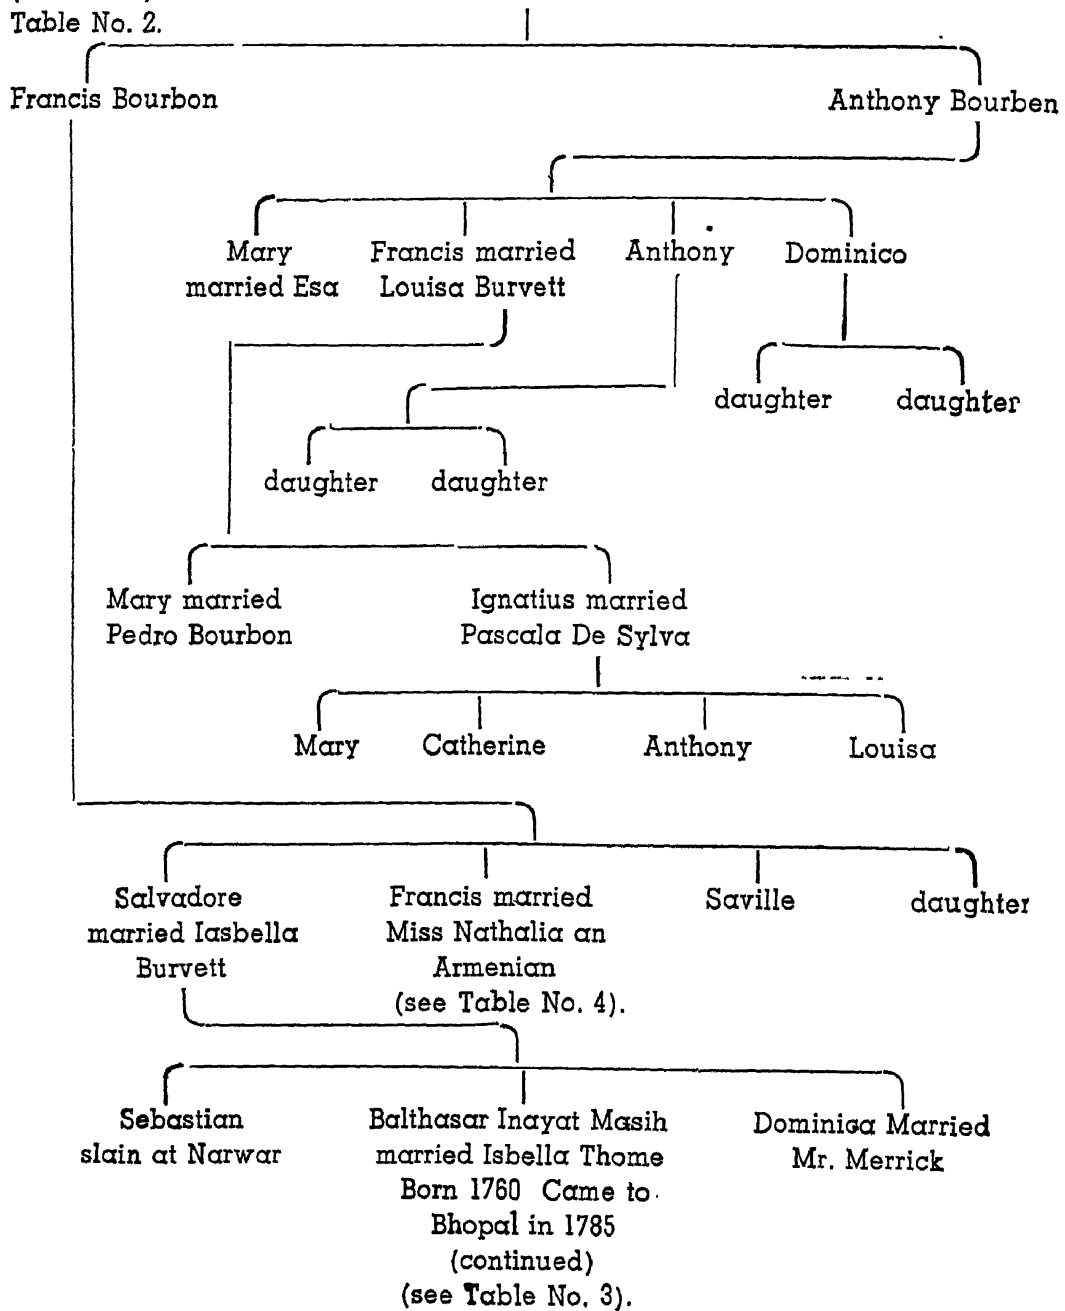 Table No. 2.
Francis Bourbon Anthony Bourben
Mary Francis married Anthony Dominico
married Esa Louisa Burvett
daughter daughter
daughter daughter
Mary married Ignatius married
Pedro Bourbon Pascala De Sylva
Mary Catherine Anthony Louisa
Salvadore Francis married Saville daughter
married Iasbella Miss Nathalia an
Burvett Armenian
(see Table No. 4).
Sebastian Balthasar Inayat Masih Dominica Married
slain at Narwar married Isbella Thome Mr. Merrick
Born 1760 Came to
Bhopal in 1785
(continued)
(see Table No. 3).